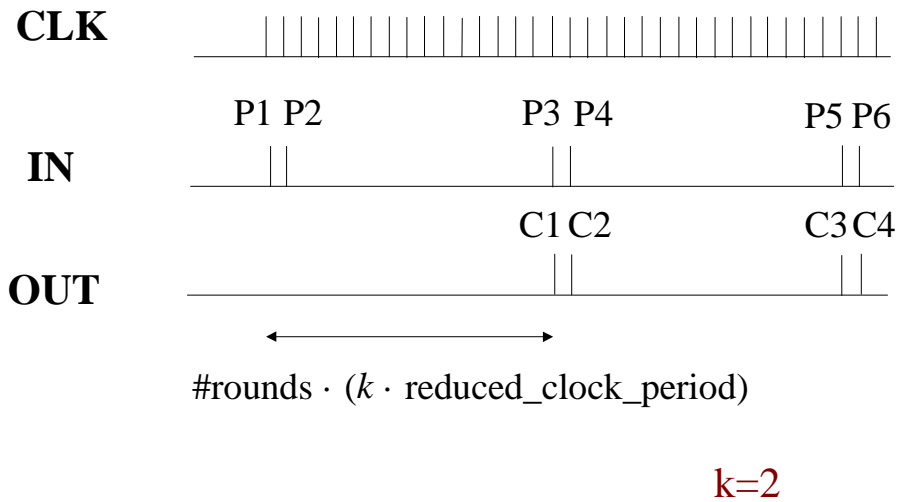 CLK
P1 P2 P3 P4 P5 P6
IN
C1 C2 C3 C4
OUT
#rounds · (k · reduced_clock_period)
k=2